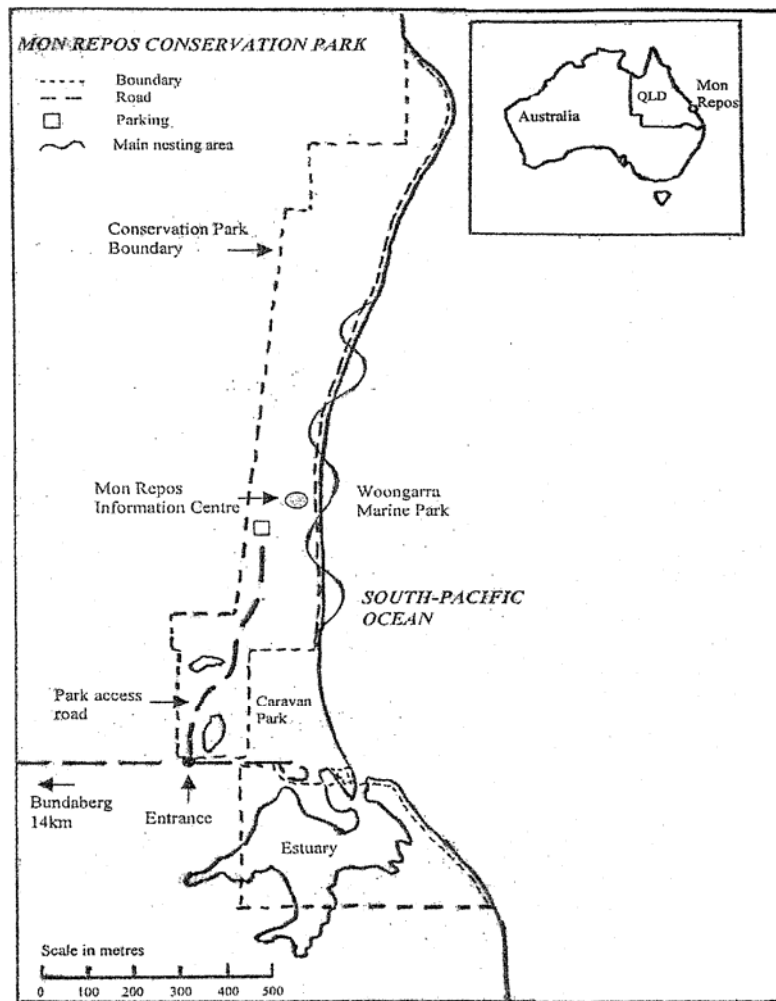 MON REPOS CONSERVATION PARK
Boundary
Road
Parking
Main nesting area
QLD
Mon
Repos
Australia
Conservation Park
Boundary
Mon Repos
Information Centre
Woongarra
Marine Park
SOUTH-PACIFIC
OCEAN
Park access
road
Caravan
Park
Bundaberg
14km
Entrance
Estuary
Scale in metres
0 100 200 300 400 500